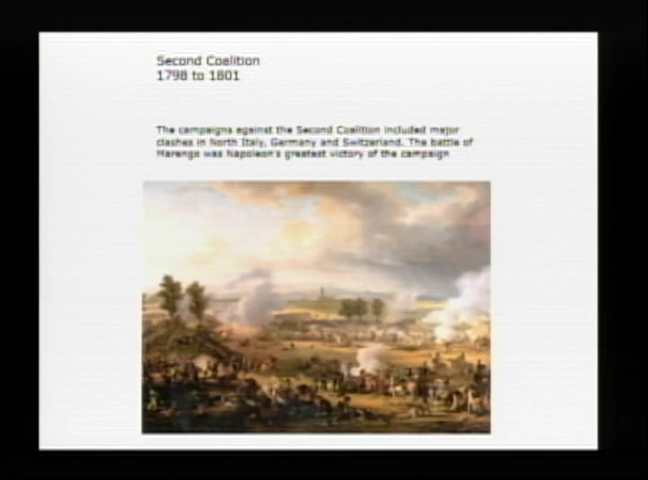 Second Coalition
1798 to 1801
The campaigns against the Second Coalition included major
clashes in North Italy, Germany and Switzerland. The battle of
Marengo was Napoleon's greatest victory of the campaign